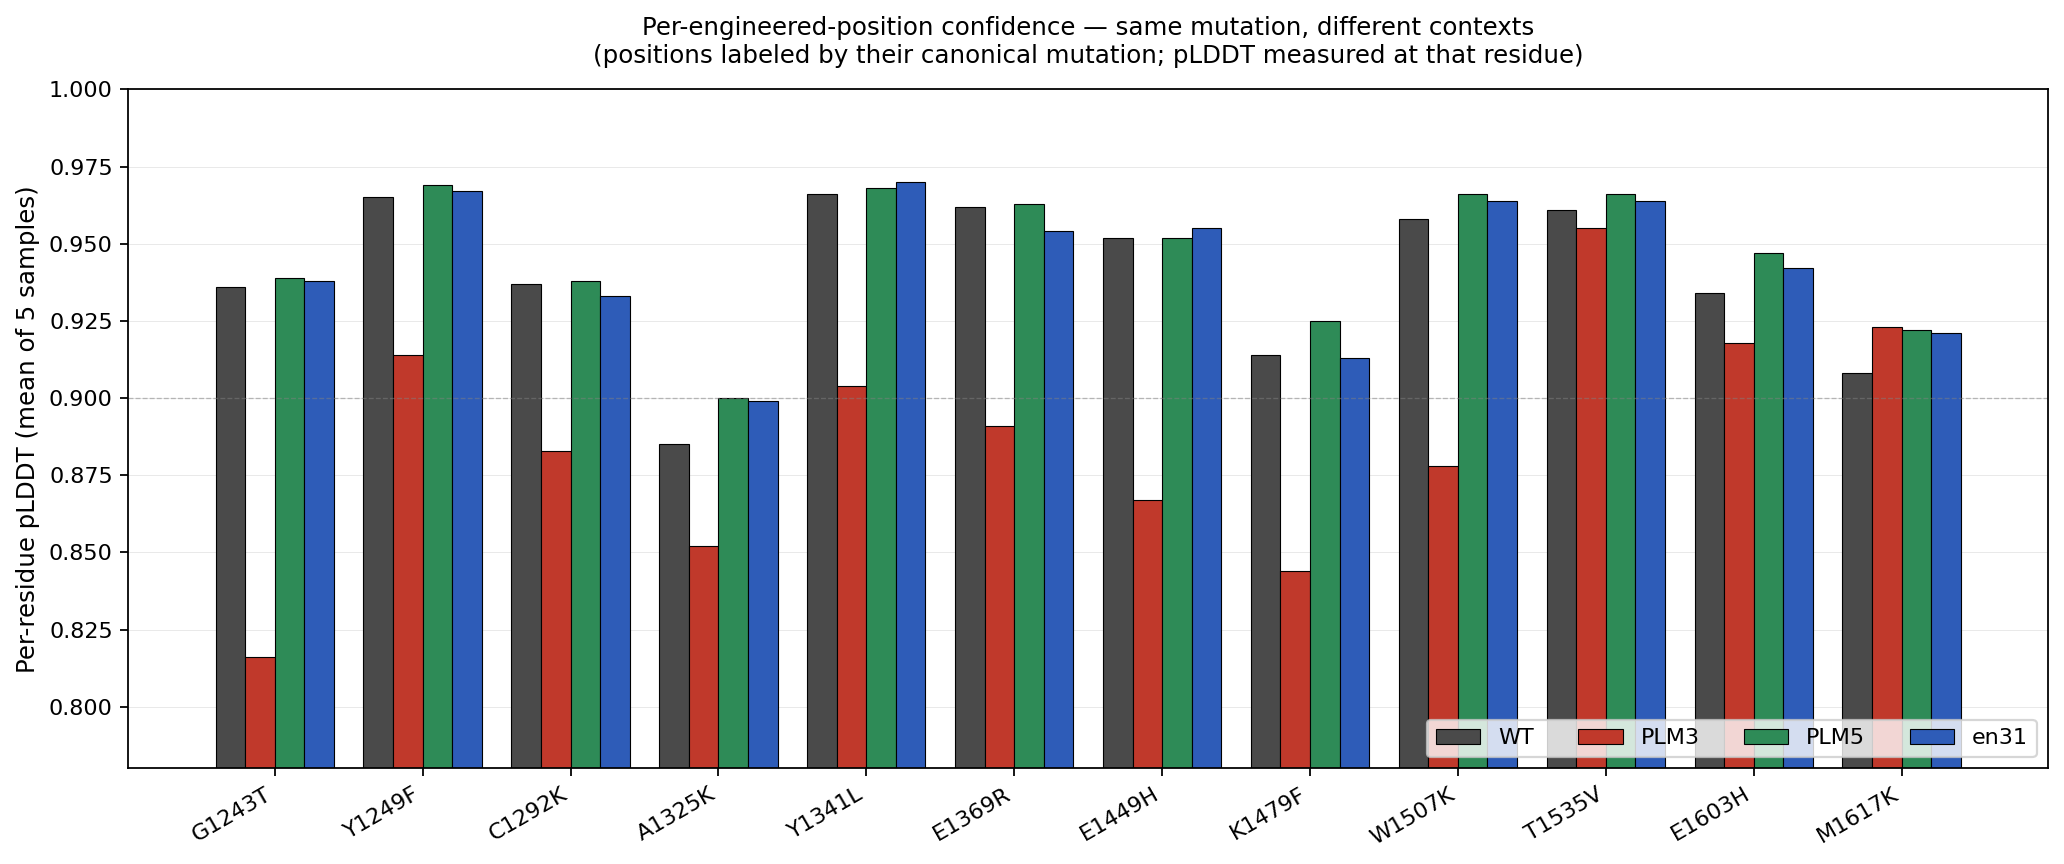 Per-engineered-position confidence — same mutation, different contexts
(positions labeled by their canonical mutation; pLDDT measured at that residue)
Per-residue pLDDT (mean of 5 samples)
1.000
0.975
0.950
0.925
0.900
0.875
0.850
0.825
0.800
WT PLM3 PLM5 en31
G1243T Y1249F C1292K A1325K Y1341L E1369R E1449H K1479F W1507K T1535V E1603H M1617K